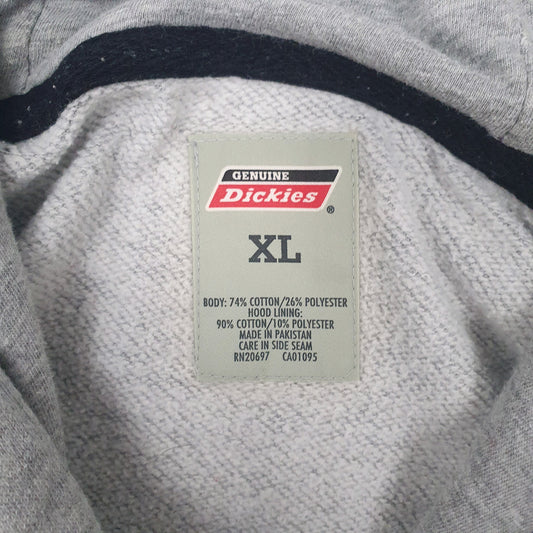 GENUINE
Dickies
®
XL
BODY: 74% COTTON/26% POLYESTER
HOOD LINING:
90% COTTON/10% POLYESTER
MADE IN PAKISTAN
CARE IN SIDE SEAM
RN20697 CA01095